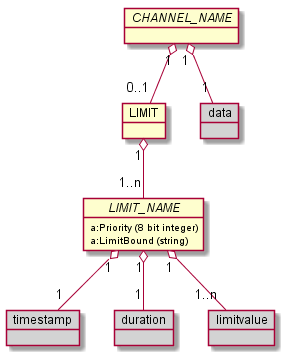 CHANNEL_NAME
1 1
0..1 1
LIMIT data
1
1..n
LIMIT_NAME
a:Priority (8 bit integer)
a:LimitBound (string)
1 1 1
1 1 1..n
timestamp duration limitvalue